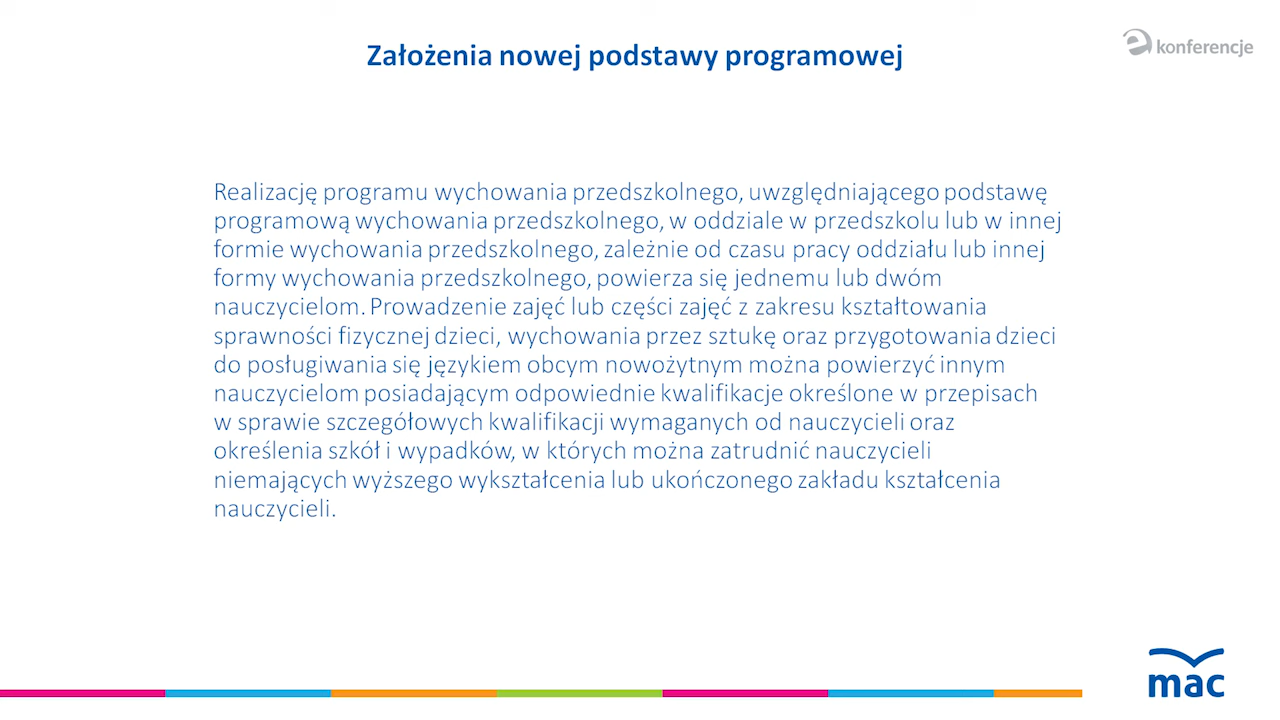 Założenia nowej podstawy programowej
e konferencje
Realizację programu wychowania przedszkolnego, uwzględniającego podstawę
programową wychowania przedszkolnego, w oddziale w przedszkolu lub w innej
formie wychowania przedszkolnego, zależnie od czasu pracy oddziału lub innej
formy wychowania przedszkolnego, powierza się jednemu lub dwóm
nauczycielom. Prowadzenie zajęć lub części zajęć z zakresu kształtowania
sprawności fizycznej dzieci, wychowania przez sztukę oraz przygotowania dzieci
do posługiwania się językiem obcym nowożytnym można powierzyć innym
nauczycielom posiadającym odpowiednie kwalifikacje określone w przepisach
w sprawie szczegółowych kwalifikacji wymaganych od nauczycieli oraz
określenia szkół i wypadków, w których można zatrudnić nauczycieli
niemających wyższego wykształcenia lub ukończonego zakładu kształcenia
nauczycieli.
mac